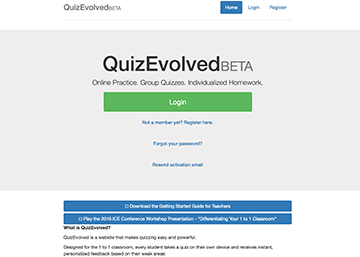 QuizEvolvedBETA
Home Login Register
QuizEvolvedBETA
Online Practice. Group Quizzes. Individualized Homework.
Login
Not a member yet? Register here.
Forgot your password?
Resend activation email
Download the Getting Started Guide for Teachers
Play the 2016 ICE Conference Workshop Presentation - "Differentiating Your 1 to 1 Classroom"
What is QuizEvolved?
QuizEvolved is a website that makes quizzing easy and powerful.
Designed for the 1 to 1 classroom, every student takes a quiz on their own device and receives instant,
personalized feedback based on their weak areas: